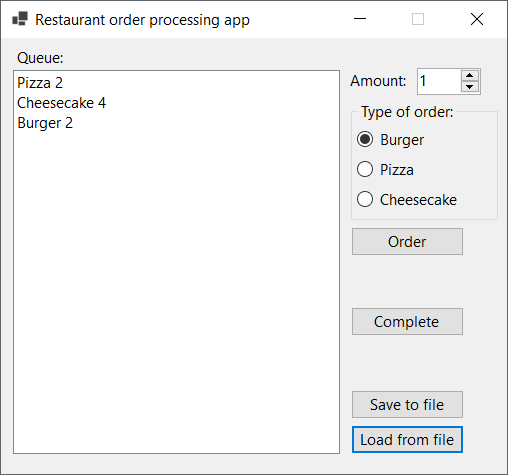 Restaurant order processing app
Queue:
Pizza 2
Cheesecake 4
Burger 2
Amount: 1
Type of order:
Burger
Pizza
Cheesecake
Order
Complete
Save to file
Load from file